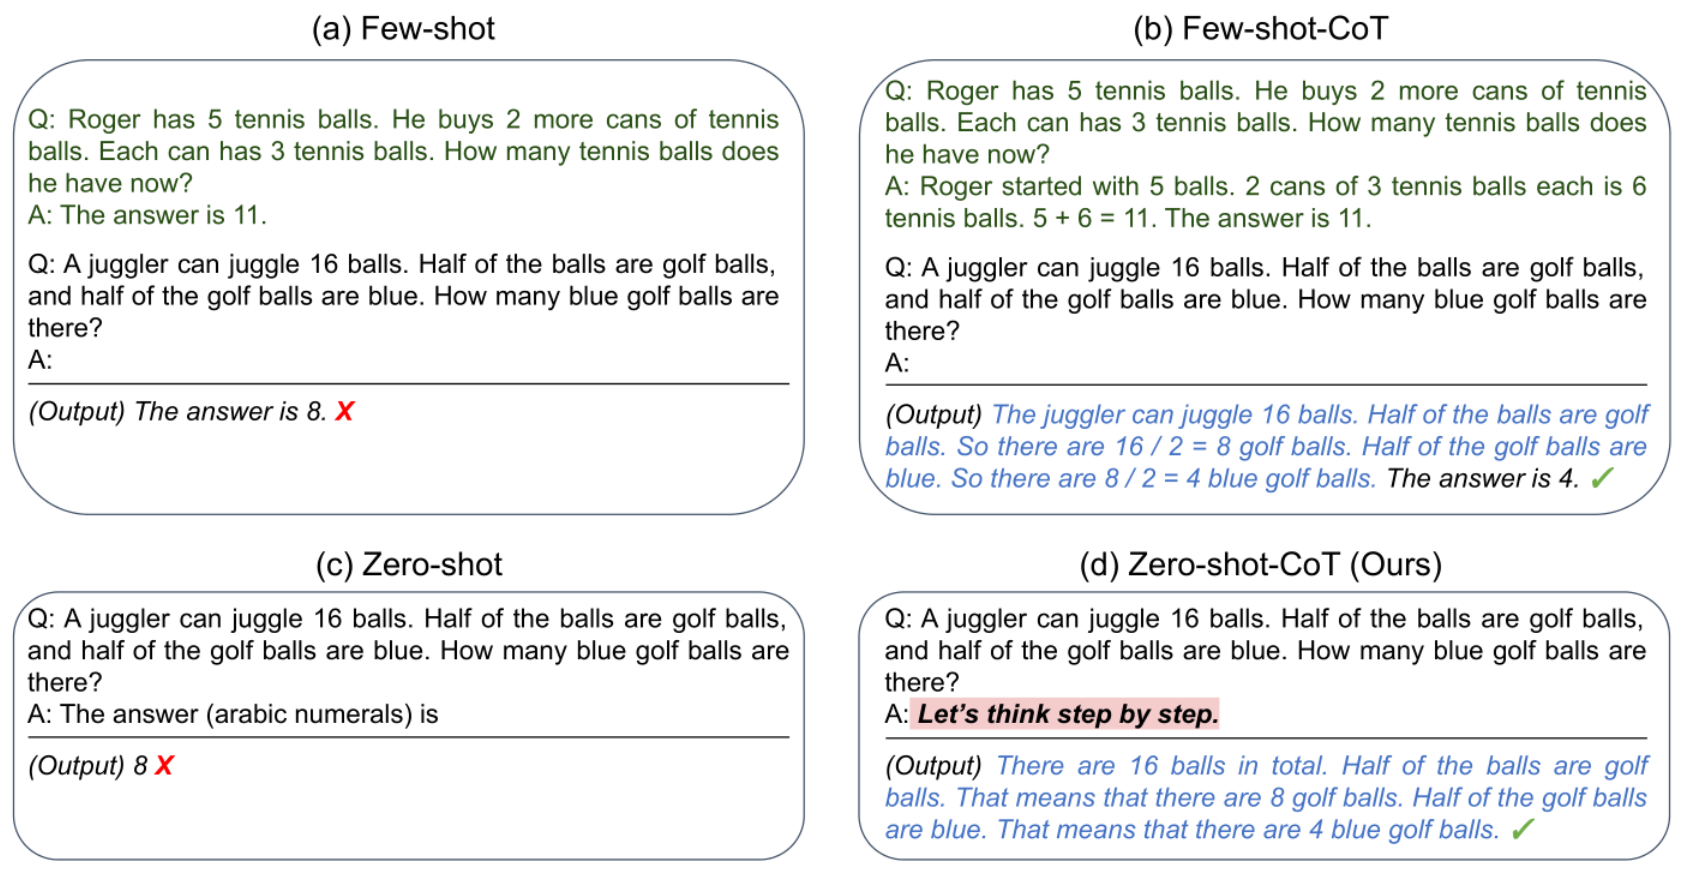 (a) Few-shot
Q: Roger has 5 tennis balls. He buys 2 more cans of tennis
balls. Each can has 3 tennis balls. How many tennis balls does
he have now?
A: The answer is 11.
Q: A juggler can juggle 16 balls. Half of the balls are golf balls,
and half of the golf balls are blue. How many blue golf balls are
there?
A:
(Output) The answer is 8. ✗
(b) Few-shot-CoT
Q: Roger has 5 tennis balls. He buys 2 more cans of tennis
balls. Each can has 3 tennis balls. How many tennis balls does
he have now?
A: Roger started with 5 balls. 2 cans of 3 tennis balls each is 6
tennis balls. 5 + 6 = 11. The answer is 11.
Q: A juggler can juggle 16 balls. Half of the balls are golf balls,
and half of the golf balls are blue. How many blue golf balls are
there?
A:
(Output) The juggler can juggle 16 balls. Half of the balls are golf
balls. So there are 16 / 2 = 8 golf balls. Half of the golf balls are
blue. So there are 8 / 2 = 4 blue golf balls. The answer is 4. ✓
(c) Zero-shot
Q: A juggler can juggle 16 balls. Half of the balls are golf balls,
and half of the golf balls are blue. How many blue golf balls are
there?
A: The answer (arabic numerals) is
(Output) 8 ✗
(d) Zero-shot-CoT (Ours)
Q: A juggler can juggle 16 balls. Half of the balls are golf balls,
and half of the golf balls are blue. How many blue golf balls are
there?
A: Let’s think step by step.
(Output) There are 16 balls in total. Half of the balls are golf
balls. That means that there are 8 golf balls. Half of the golf balls
are blue. That means that there are 4 blue golf balls. ✓